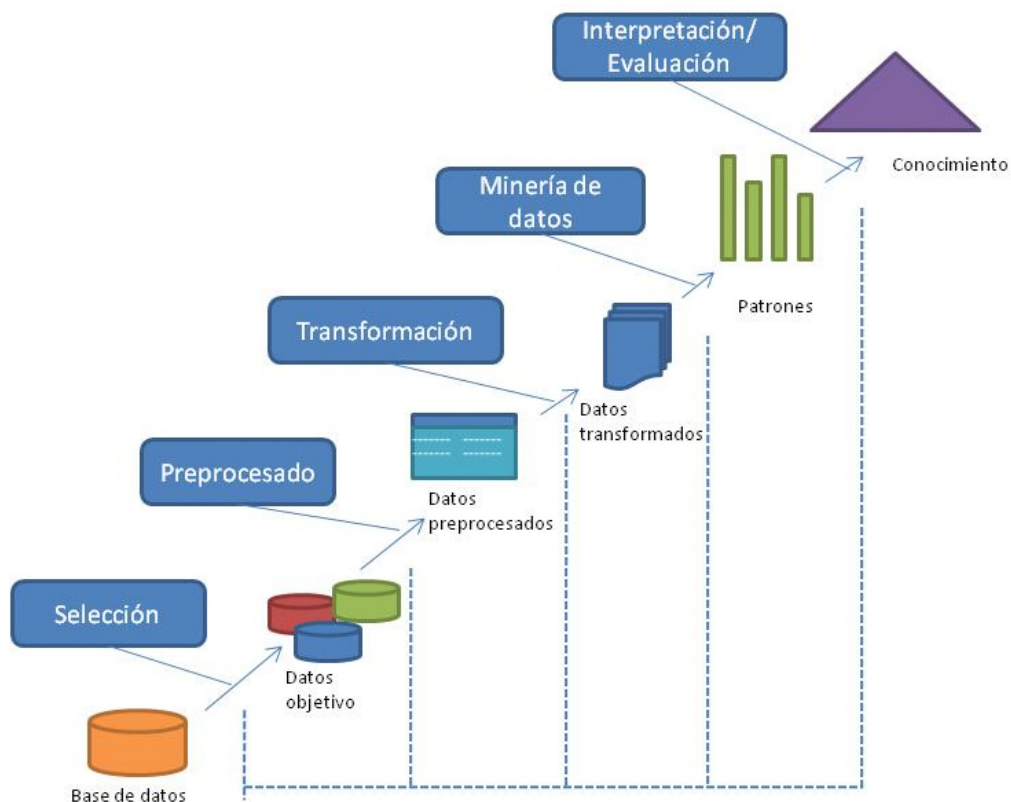 Interpretación/
Evaluación
Conocimiento
Minería de
datos
Patrones
Transformación
Datos
transformados
Preprocesado
Datos
preprocesados
Selección
Datos
objetivo
Base de datos